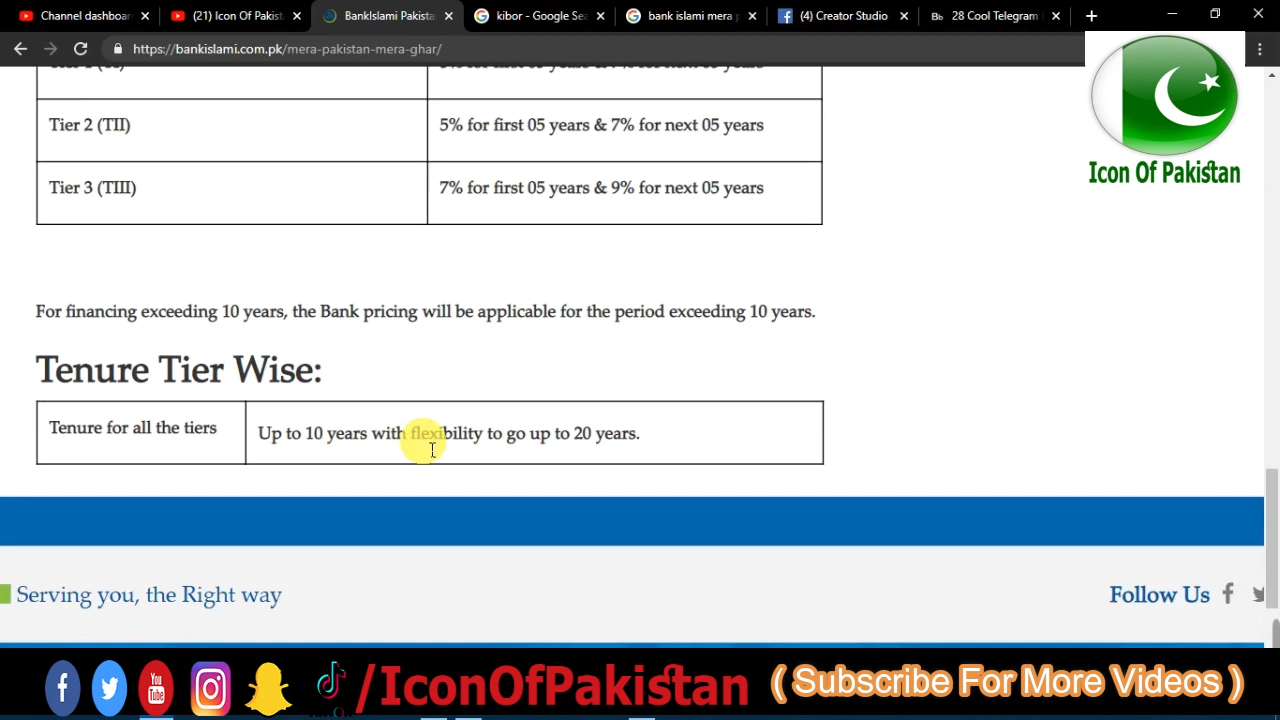 Channel dashboar
(21) Icon Of Pakist
BankIslami Pakista
kibor - Google Sea
bank islami mera p
(4) Creator Studio
Bb 28 Cool Telegram
https://bankislami.com.pk/mera-pakistan-mera-ghar/
Icon Of Pakistan
Tier 2 (TII) 5% for first 05 years & 7% for next 05 years
Tier 3 (TIII) 7% for first 05 years & 9% for next 05 years
For financing exceeding 10 years, the Bank pricing will be applicable for the period exceeding 10 years.
Tenure Tier Wise:
Tenure for all the tiers Up to 10 years with flexibility to go up to 20 years.
Serving you, the Right way
Follow Us
You
Tube
/IconOfPakistan
( Subscribe For More Videos )